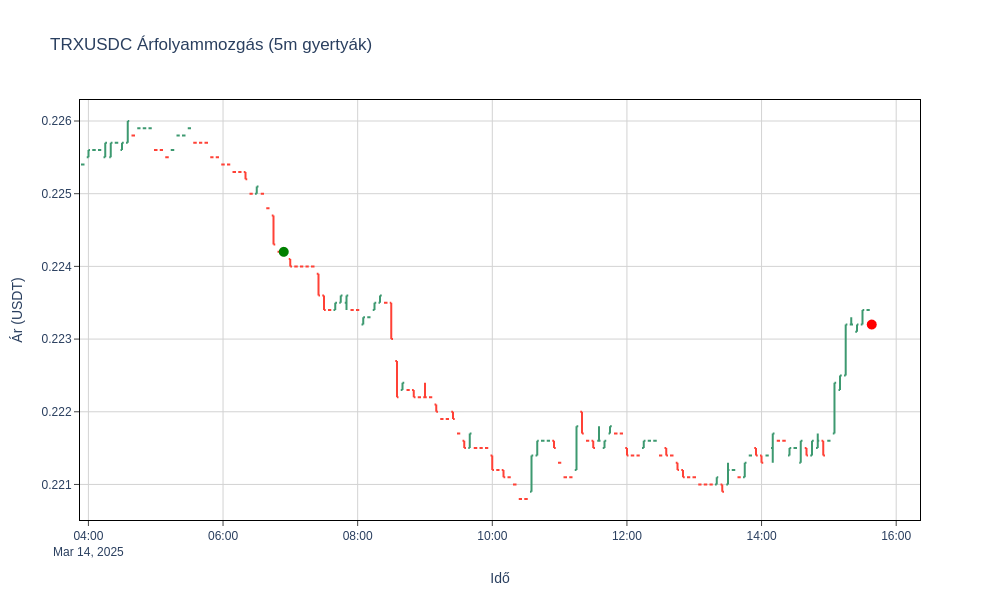 TRXUSDC Árfolyammozgás (5m gyertyák)
0.226
0.225
0.224
0.223
0.222
0.221
Ár (USDT)
04:00 06:00 08:00 10:00 12:00 14:00 16:00
Mar 14, 2025
Idő